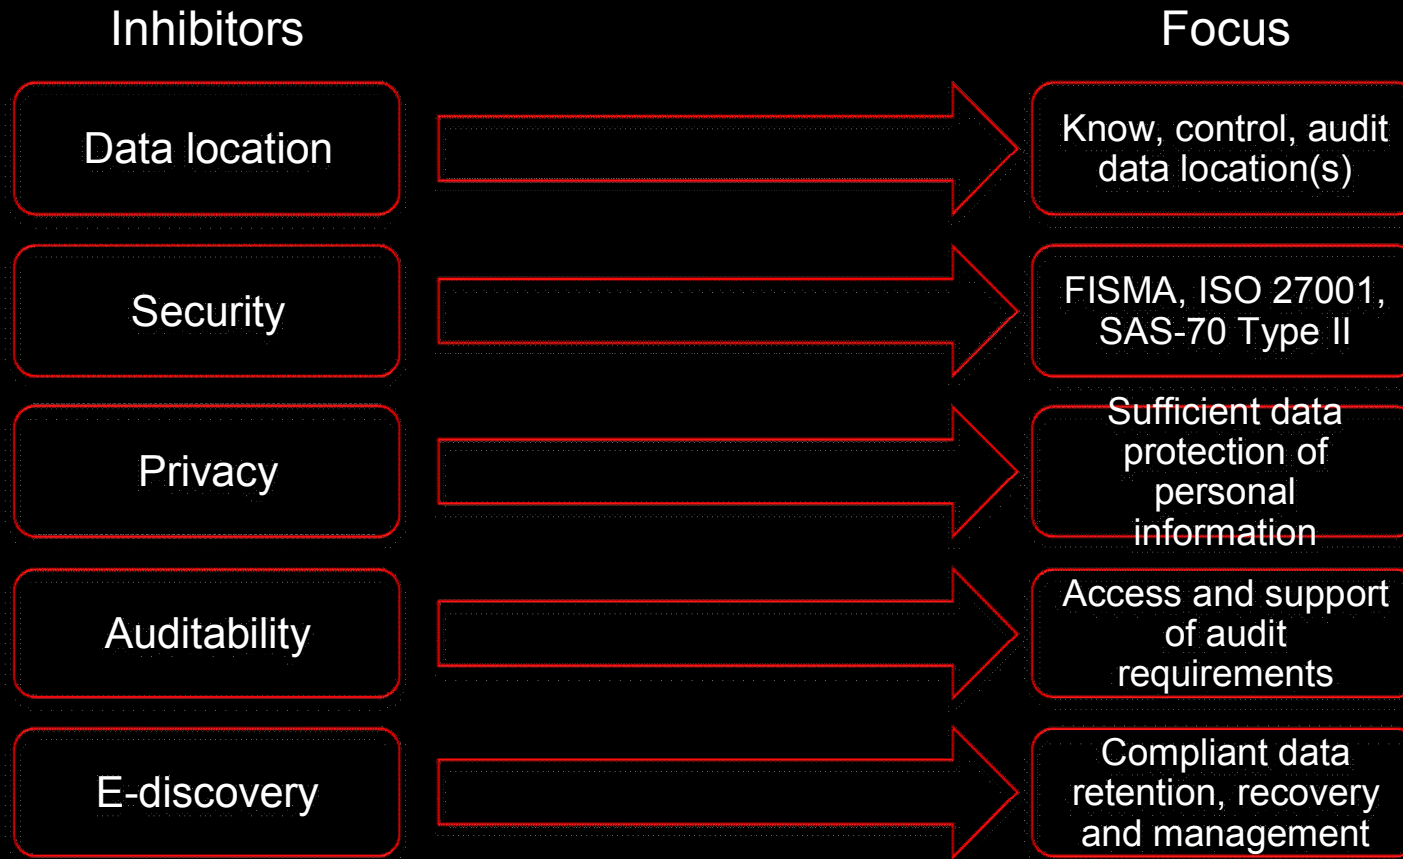 Inhibitors
Focus
Data location
Know, control, audit
data location(s)
Security
FISMA, ISO 27001,
SAS-70 Type II
Privacy
Sufficient data
protection of
personal
information
Auditability
Access and support
of audit
requirements
E-discovery
Compliant data
retention, recovery
and management